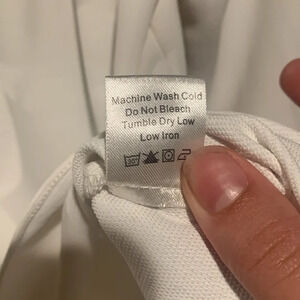 Machine Wash Cold
Do Not Bleach
Tumble Dry Low
Low Iron